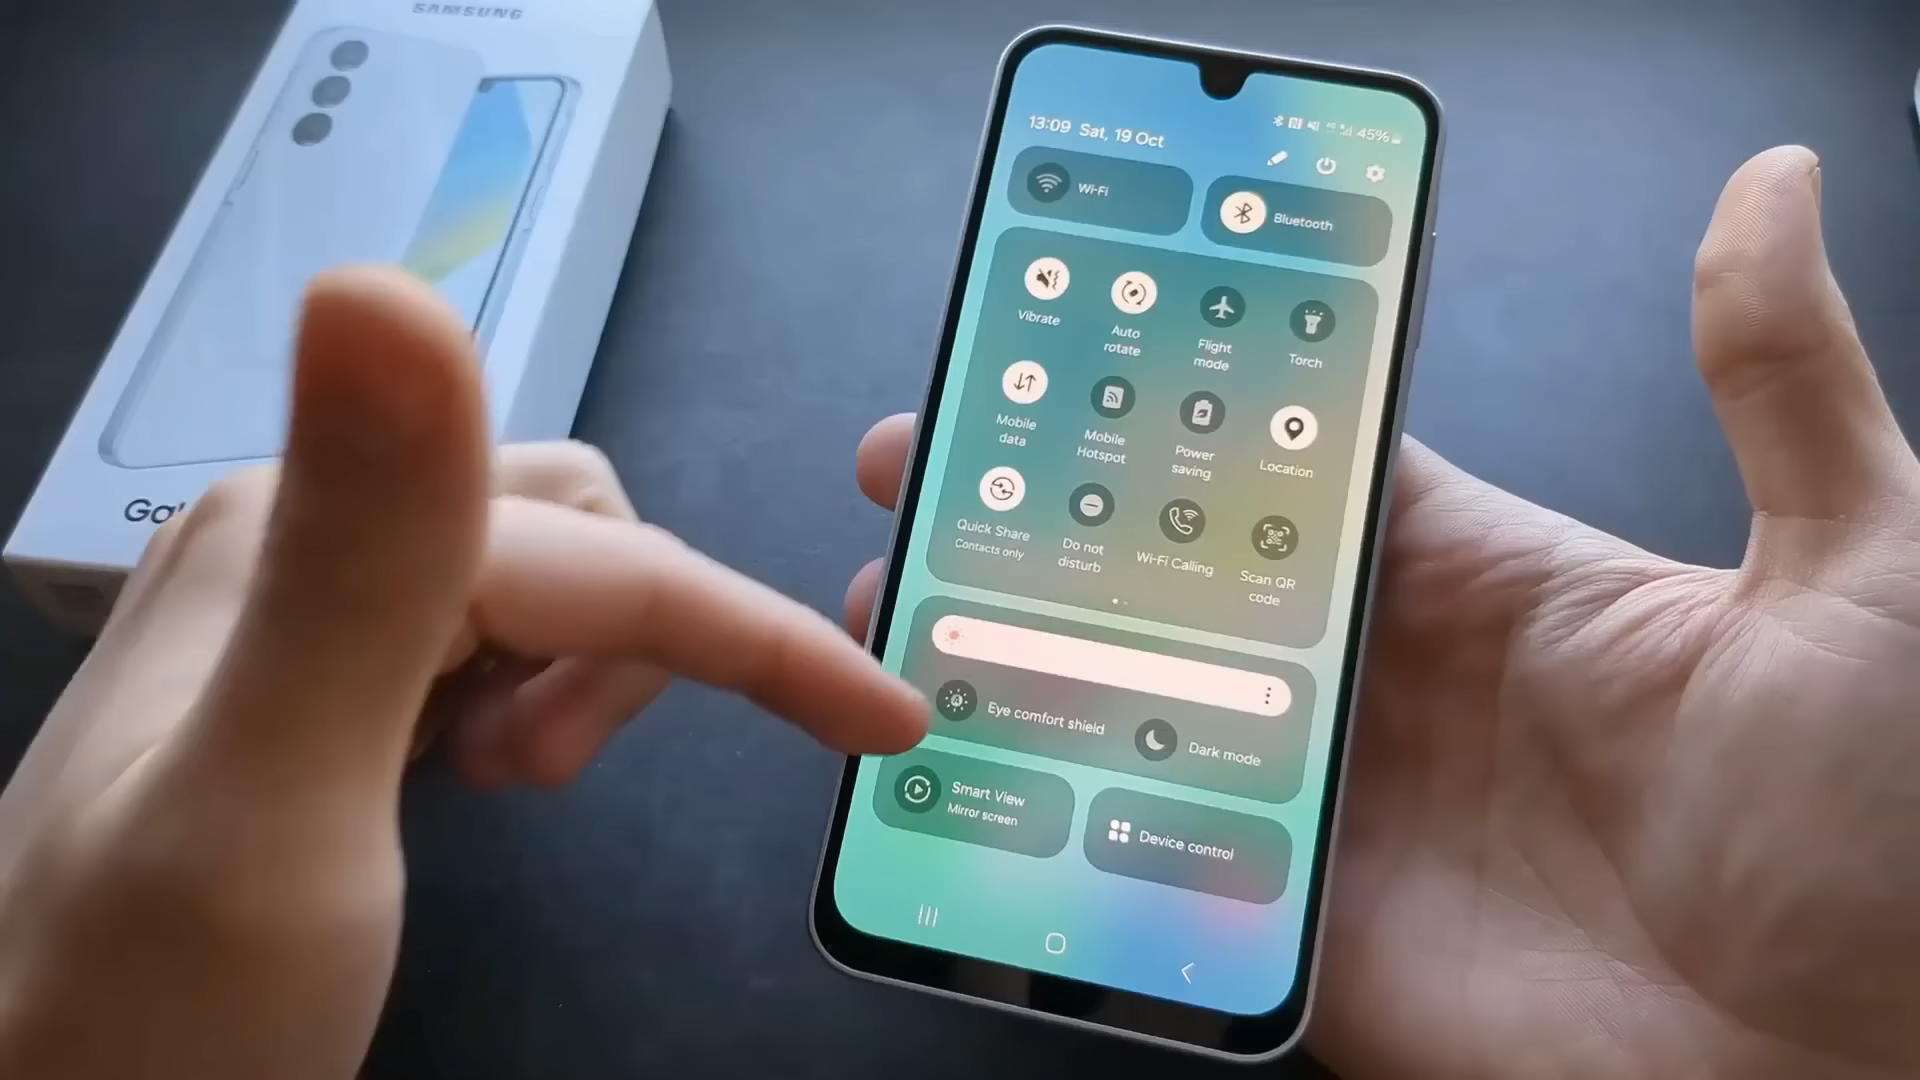 SAMSUNG
13:09 Sat, 19 Oct
45%
Wi-Fi
Bluetooth
Vibrate
Auto
rotate
Flight
mode
Torch
Mobile
data
Mobile
Hotspot
Power
saving
Location
Quick Share
Contacts only
Do not
disturb
Wi-Fi Calling
Scan QR
code
Eye comfort shield
Dark mode
Smart View
Mirror screen
Device control